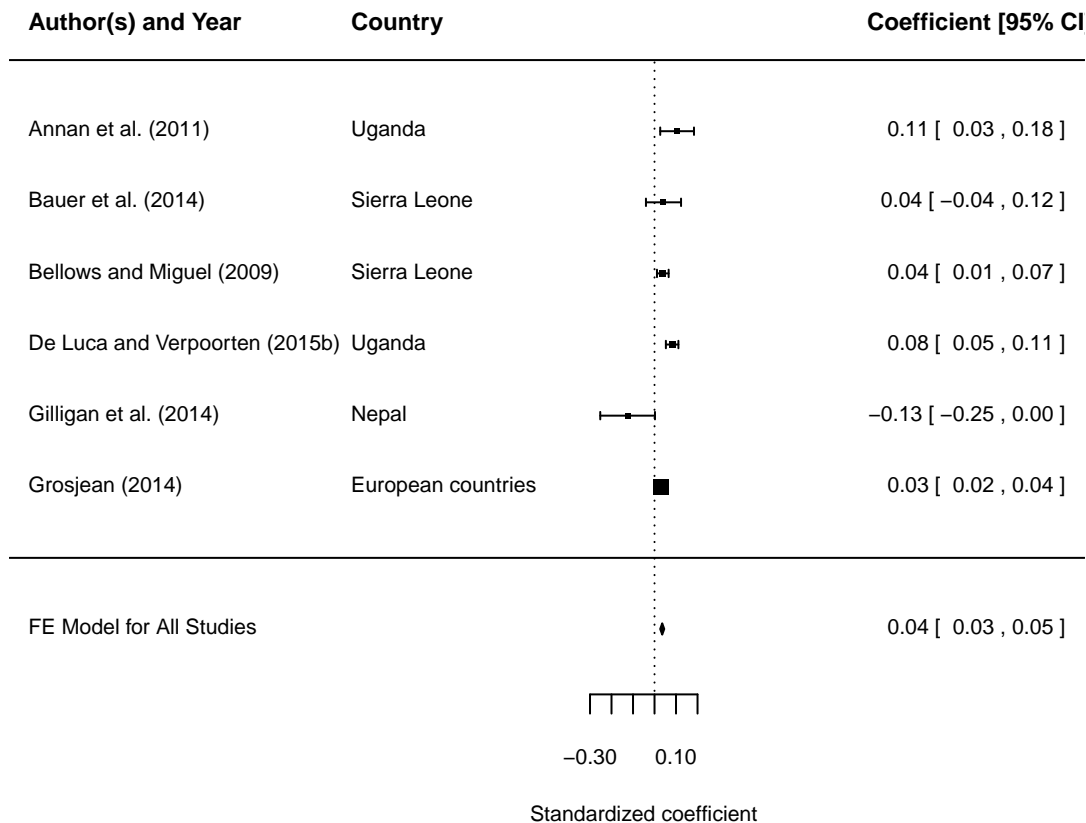 Author(s) and Year Country Coefficient [95% CI]
Annan et al. (2011) Uganda 0.11 [ 0.03 , 0.18 ]
Bauer et al. (2014) Sierra Leone 0.04 [ −0.04 , 0.12 ]
Bellows and Miguel (2009) Sierra Leone 0.04 [ 0.01 , 0.07 ]
De Luca and Verpoorten (2015b) Uganda 0.08 [ 0.05 , 0.11 ]
Gilligan et al. (2014) Nepal −0.13 [ −0.25 , 0.00 ]
Grosjean (2014) European countries 0.03 [ 0.02 , 0.04 ]
FE Model for All Studies 0.04 [ 0.03 , 0.05 ]
−0.30 0.10
Standardized coefficient